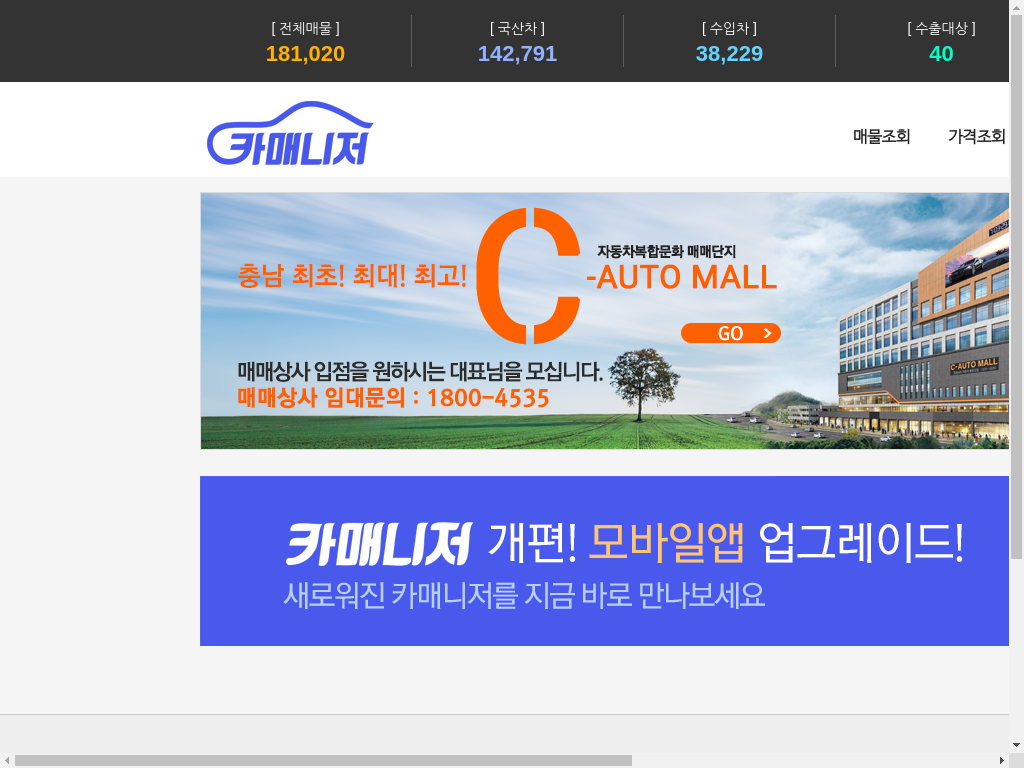 [ 전체매물 ] [ 국산차 ] [ 수입차 ] [ 수출대상 ]
181,020 142,791 38,229 40
카매니저
매물조회 가격조회
충남 최초! 최대! 최고!
C
자동차복합문화 매매단지
-AUTO MALL
GO
매매상사 입점을 원하시는 대표님을 모십니다.
매매상사 임대문의 : 1800-4535
C-AUTO MALL
카매니저 개편! 모바일앱 업그레이드!
새로워진 카매니저를 지금 바로 만나보세요